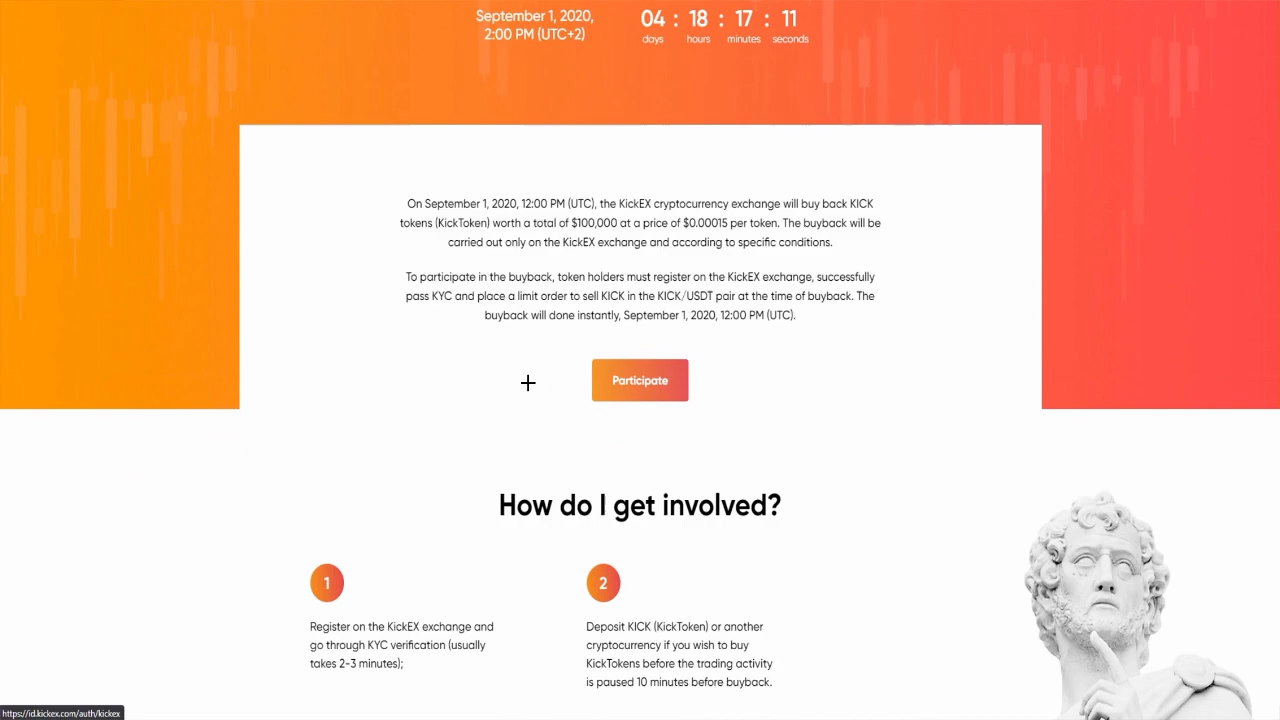 September 1, 2020,
2:00 PM (UTC+2)
04 : 18 : 17 : 11
days hours minutes seconds
On September 1, 2020, 12:00 PM (UTC), the KickEX cryptocurrency exchange will buy back KICK
tokens (KickToken) worth a total of $100,000 at a price of $0.00015 per token. The buyback will be
carried out only on the KickEX exchange and according to specific conditions.
To participate in the buyback, token holders must register on the KickEX exchange, successfully
pass KYC and place a limit order to sell KICK in the KICK/USDT pair at the time of buyback. The
buyback will done instantly, September 1, 2020, 12:00 PM (UTC).
Participate
How do I get involved?
1
Register on the KickEX exchange and
go through KYC verification (usually
takes 2-3 minutes);
2
Deposit KICK (KickToken) or another
cryptocurrency if you wish to buy
KickTokens before the trading activity
is paused 10 minutes before buyback.
https://id.kickex.com/auth/kickex